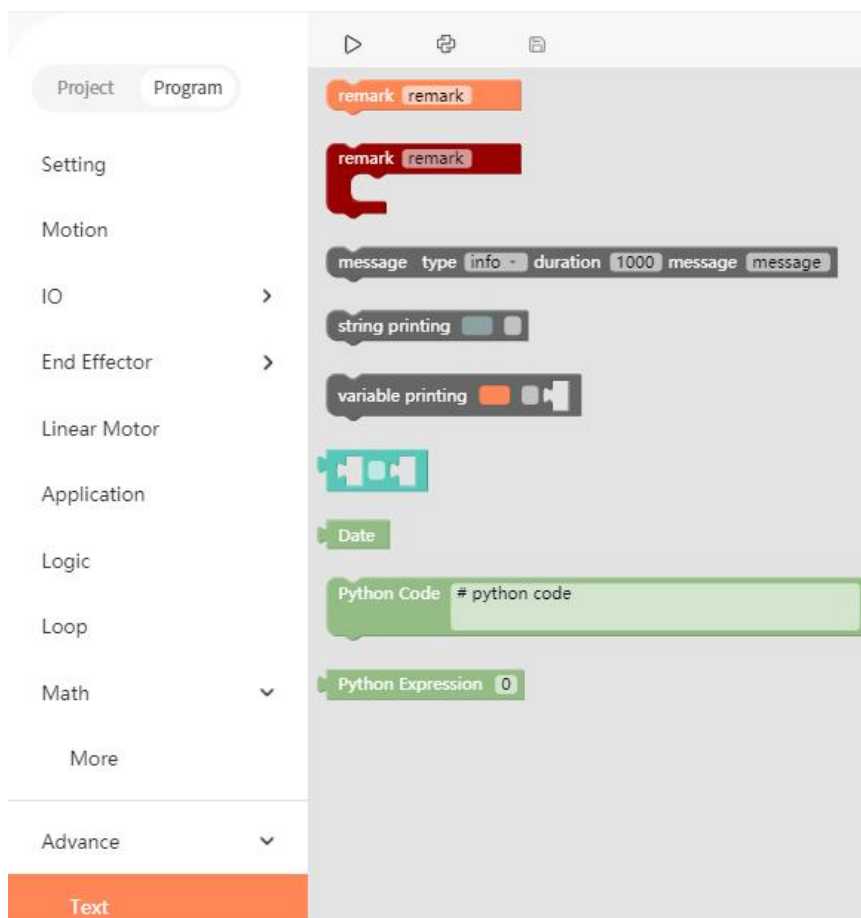 Project Program
Setting
Motion
IO
End Effector
Linear Motor
Application
Logic
Loop
Math
More
Advance
Text
remark remark
remark remark
message type info duration 1000 message message
string printing
variable printing
Date
Python Code # python code
Python Expression 0